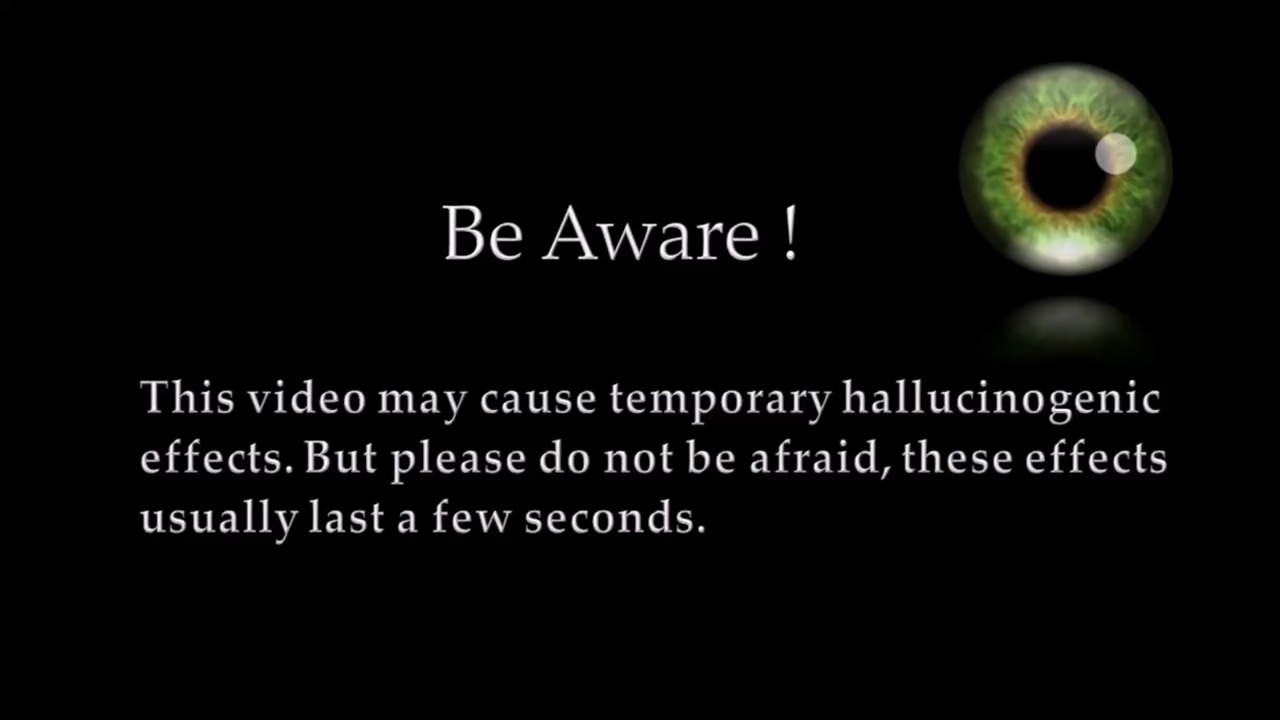 Be Aware !
This video may cause temporary hallucinogenic
effects. But please do not be afraid, these effects
usually last a few seconds.